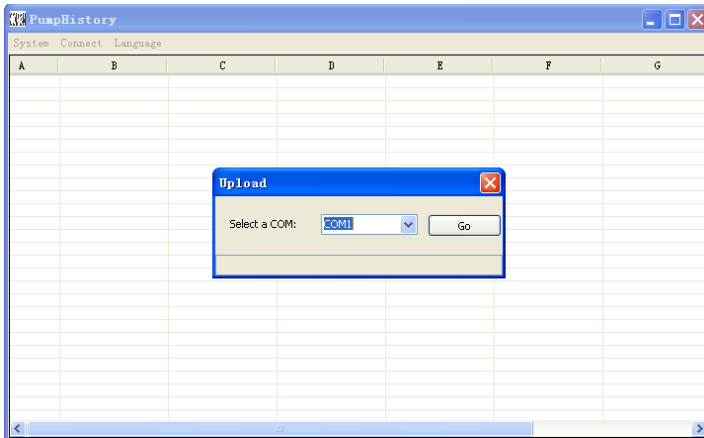 PumpHistory
System Connect Language
A B C D E F G
Upload
Select a COM: COM1 Go